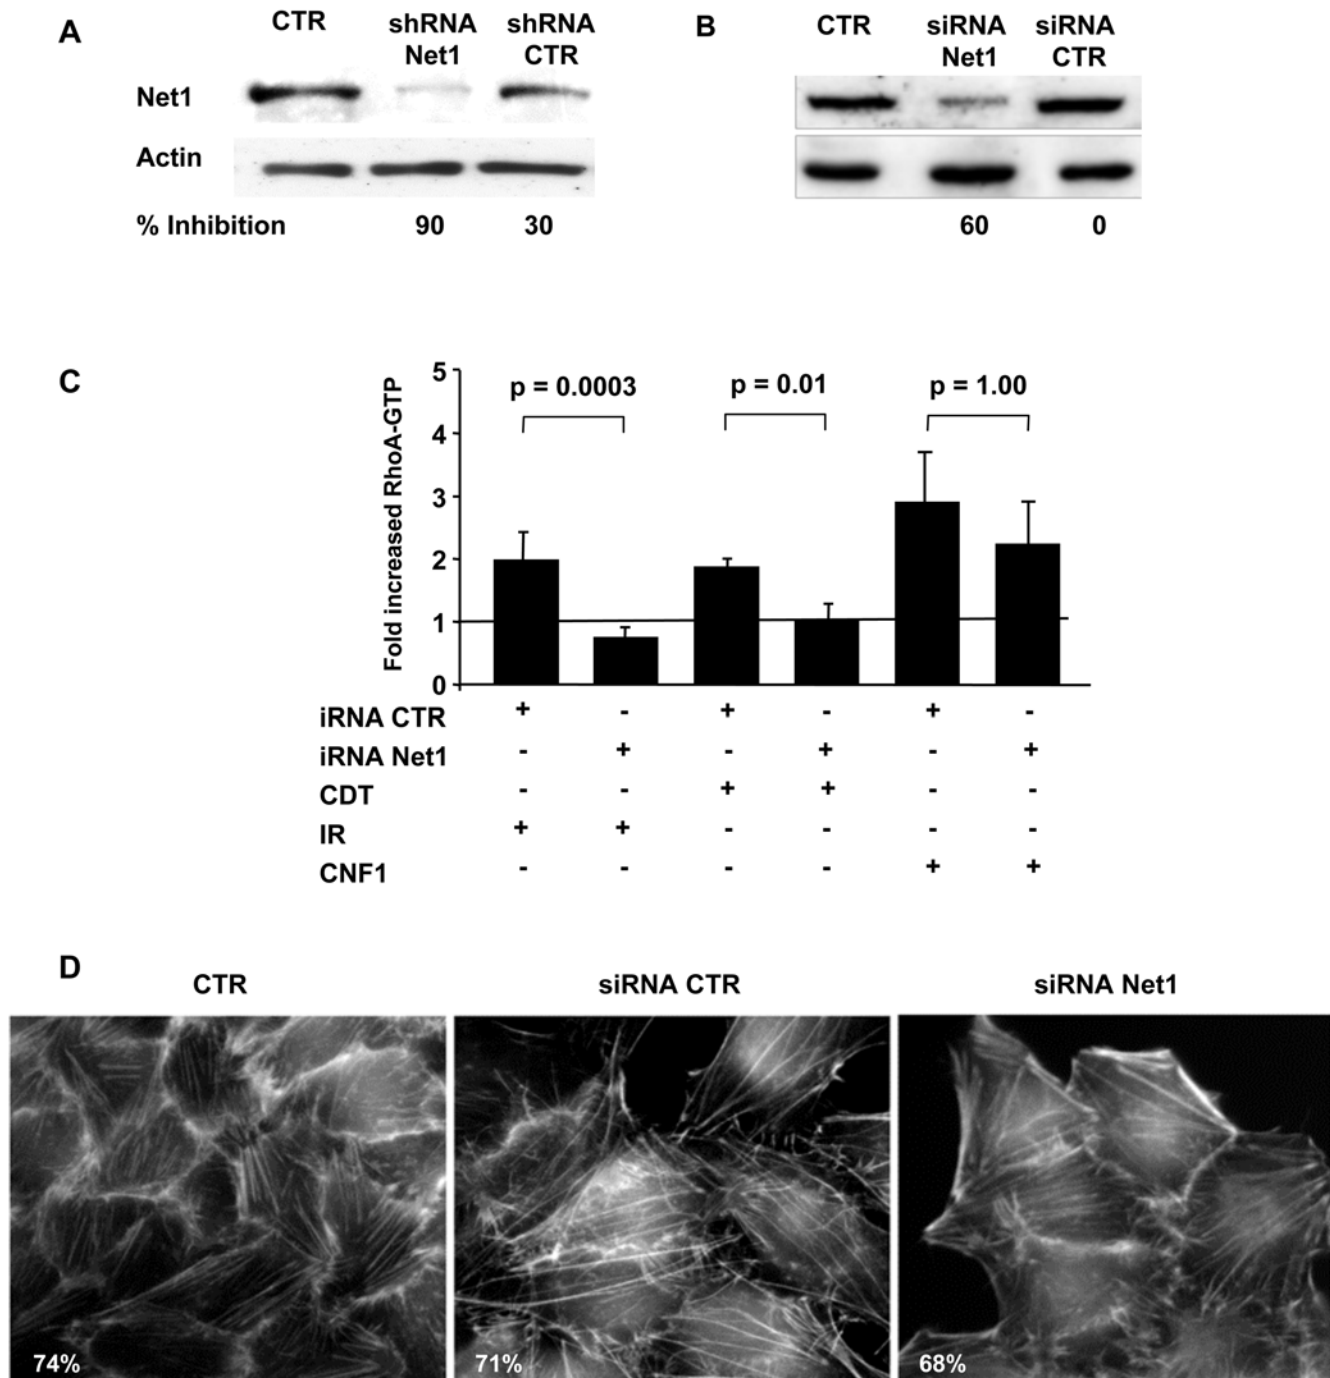 A
CTR
shRNA
Net1
shRNA
CTR
Net1
Actin
% Inhibition
90
30
B
CTR
siRNA
Net1
siRNA
CTR
60
0
C
Fold increased RhoA-GTP
5
4
3
2
1
0
p = 0.0003
p = 0.01
p = 1.00
iRNA CTR + - + - + -
iRNA Net1 - + - + - +
CDT - - + + - -
IR + + - - - -
CNF1 - - - - + +
D
CTR
siRNA CTR
siRNA Net1
74%
71%
68%